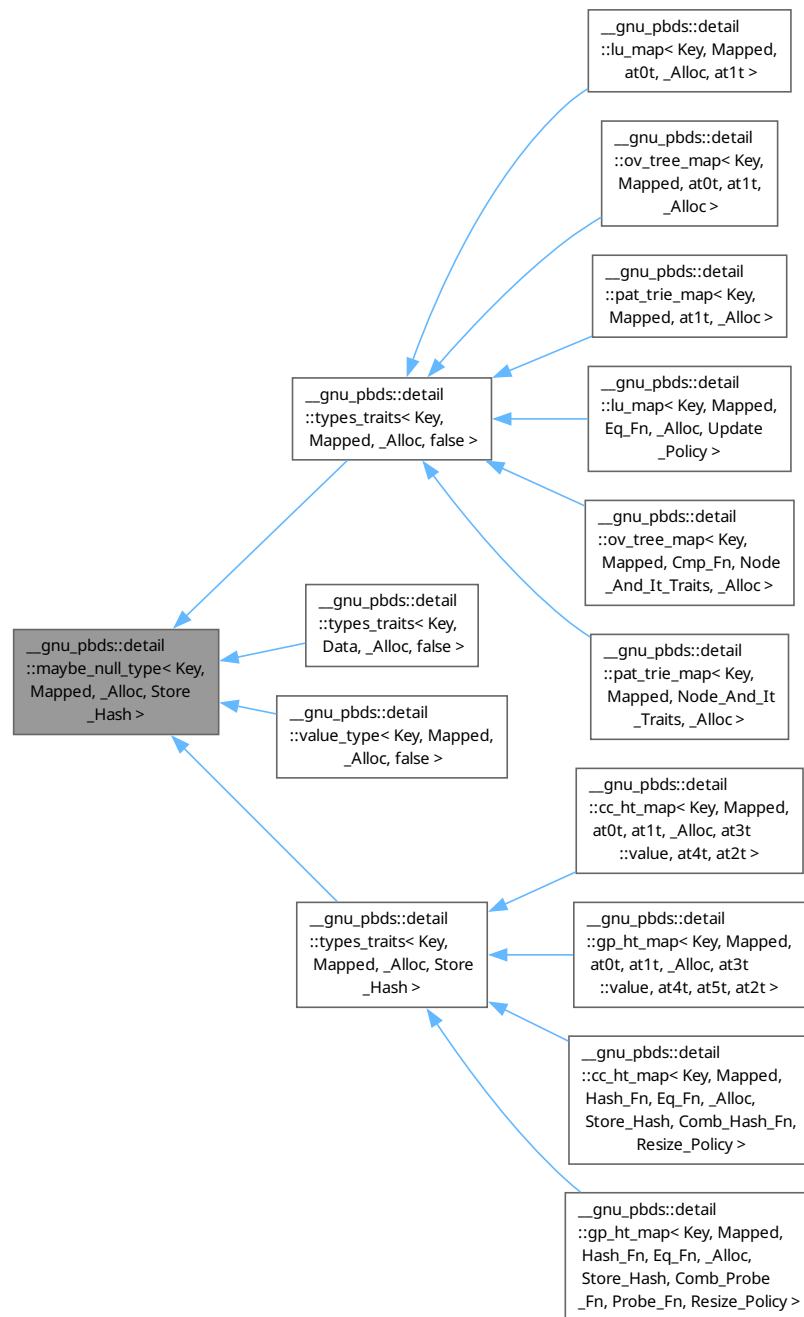 __gnu_pbds::detail
::lu_map< Key, Mapped,
at0t, _Alloc, at1t >
__gnu_pbds::detail
::ov_tree_map< Key,
Mapped, at0t, at1t,
_Alloc >
__gnu_pbds::detail
::pat_trie_map< Key,
Mapped, at1t, _Alloc >
__gnu_pbds::detail
::types_traits< Key,
Mapped, _Alloc, false >
__gnu_pbds::detail
::lu_map< Key, Mapped,
Eq_Fn, _Alloc, Update
_Policy >
__gnu_pbds::detail
::ov_tree_map< Key,
Mapped, Cmp_Fn, Node
_And_It_Traits, _Alloc >
__gnu_pbds::detail
::types_traits< Key,
Data, _Alloc, false >
__gnu_pbds::detail
::maybe_null_type< Key,
Mapped, _Alloc, Store
_Hash >
__gnu_pbds::detail
::pat_trie_map< Key,
Mapped, Node_And_It
_Traits, _Alloc >
__gnu_pbds::detail
::value_type< Key, Mapped,
_Alloc, false >
__gnu_pbds::detail
::cc_ht_map< Key, Mapped,
at0t, at1t, _Alloc, at3t
::value, at4t, at2t >
__gnu_pbds::detail
::types_traits< Key,
Mapped, _Alloc, Store
_Hash >
__gnu_pbds::detail
::gp_ht_map< Key, Mapped,
at0t, at1t, _Alloc, at3t
::value, at4t, at5t, at2t >
__gnu_pbds::detail
::cc_ht_map< Key, Mapped,
Hash_Fn, Eq_Fn, _Alloc,
Store_Hash, Comb_Hash_Fn,
Resize_Policy >
__gnu_pbds::detail
::gp_ht_map< Key, Mapped,
Hash_Fn, Eq_Fn, _Alloc,
Store_Hash, Comb_Probe
_Fn, Probe_Fn, Resize_Policy >